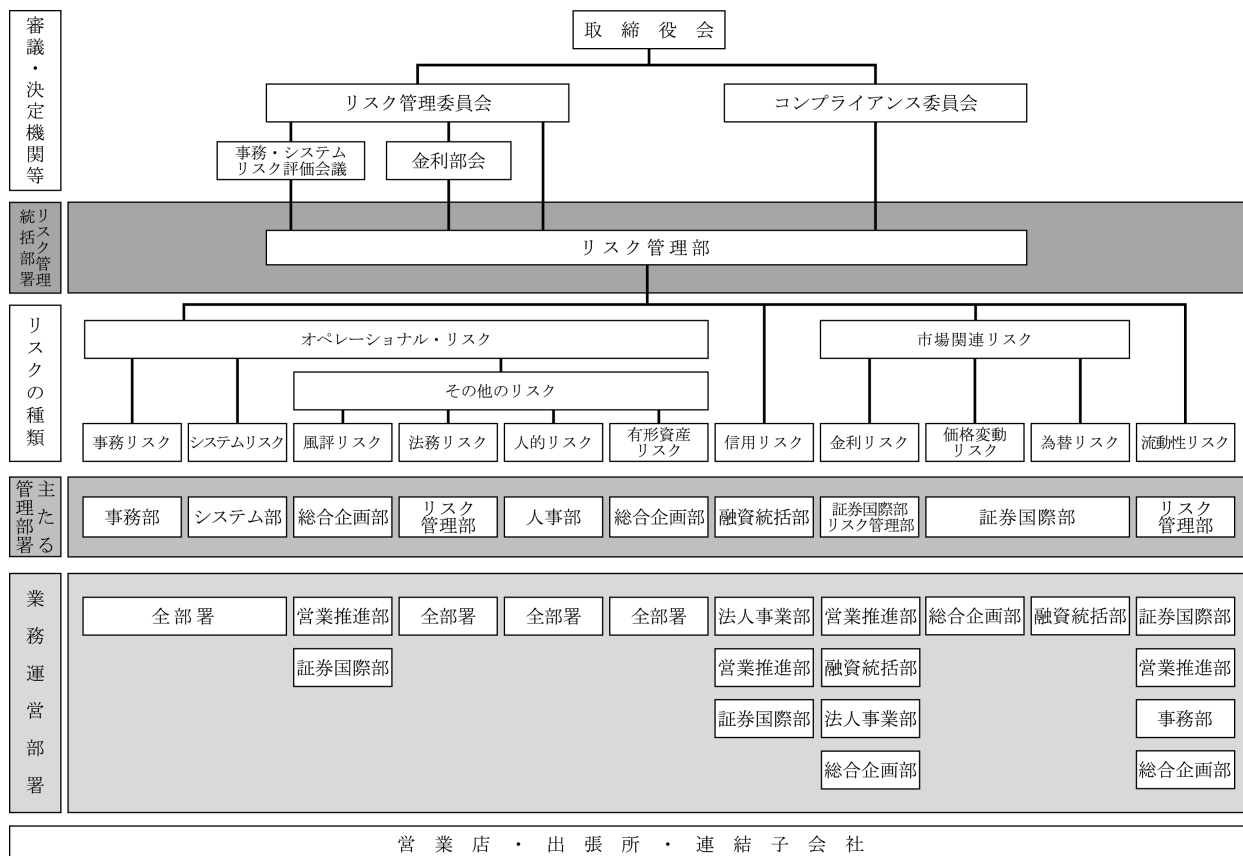 審議・決定機関等
取締役会
リスク管理委員会
コンプライアンス委員会
事務・システム
リスク評価会議
金利部会
リスク管理
統括部署
リスク管理部
リスクの種類
オペレーショナル・リスク
市場関連リスク
その他のリスク
事務リスク
システムリスク
風評リスク
法務リスク
人的リスク
有形資産
リスク
信用リスク
金利リスク
価格変動
リスク
為替リスク
流動性リスク
主たる
管理部署
事務部
システム部
総合企画部
リスク
管理部
人事部
総合企画部
融資統括部
証券国際部
リスク管理部
証券国際部
リスク
管理部
業務運営部署
全部署
営業推進部
全部署
全部署
全部署
法人事業部
営業推進部
総合企画部
融資統括部
証券国際部
証券国際部
営業推進部
融資統括部
営業推進部
証券国際部
法人事業部
事務部
総合企画部
総合企画部
営業店・出張所・連結子会社